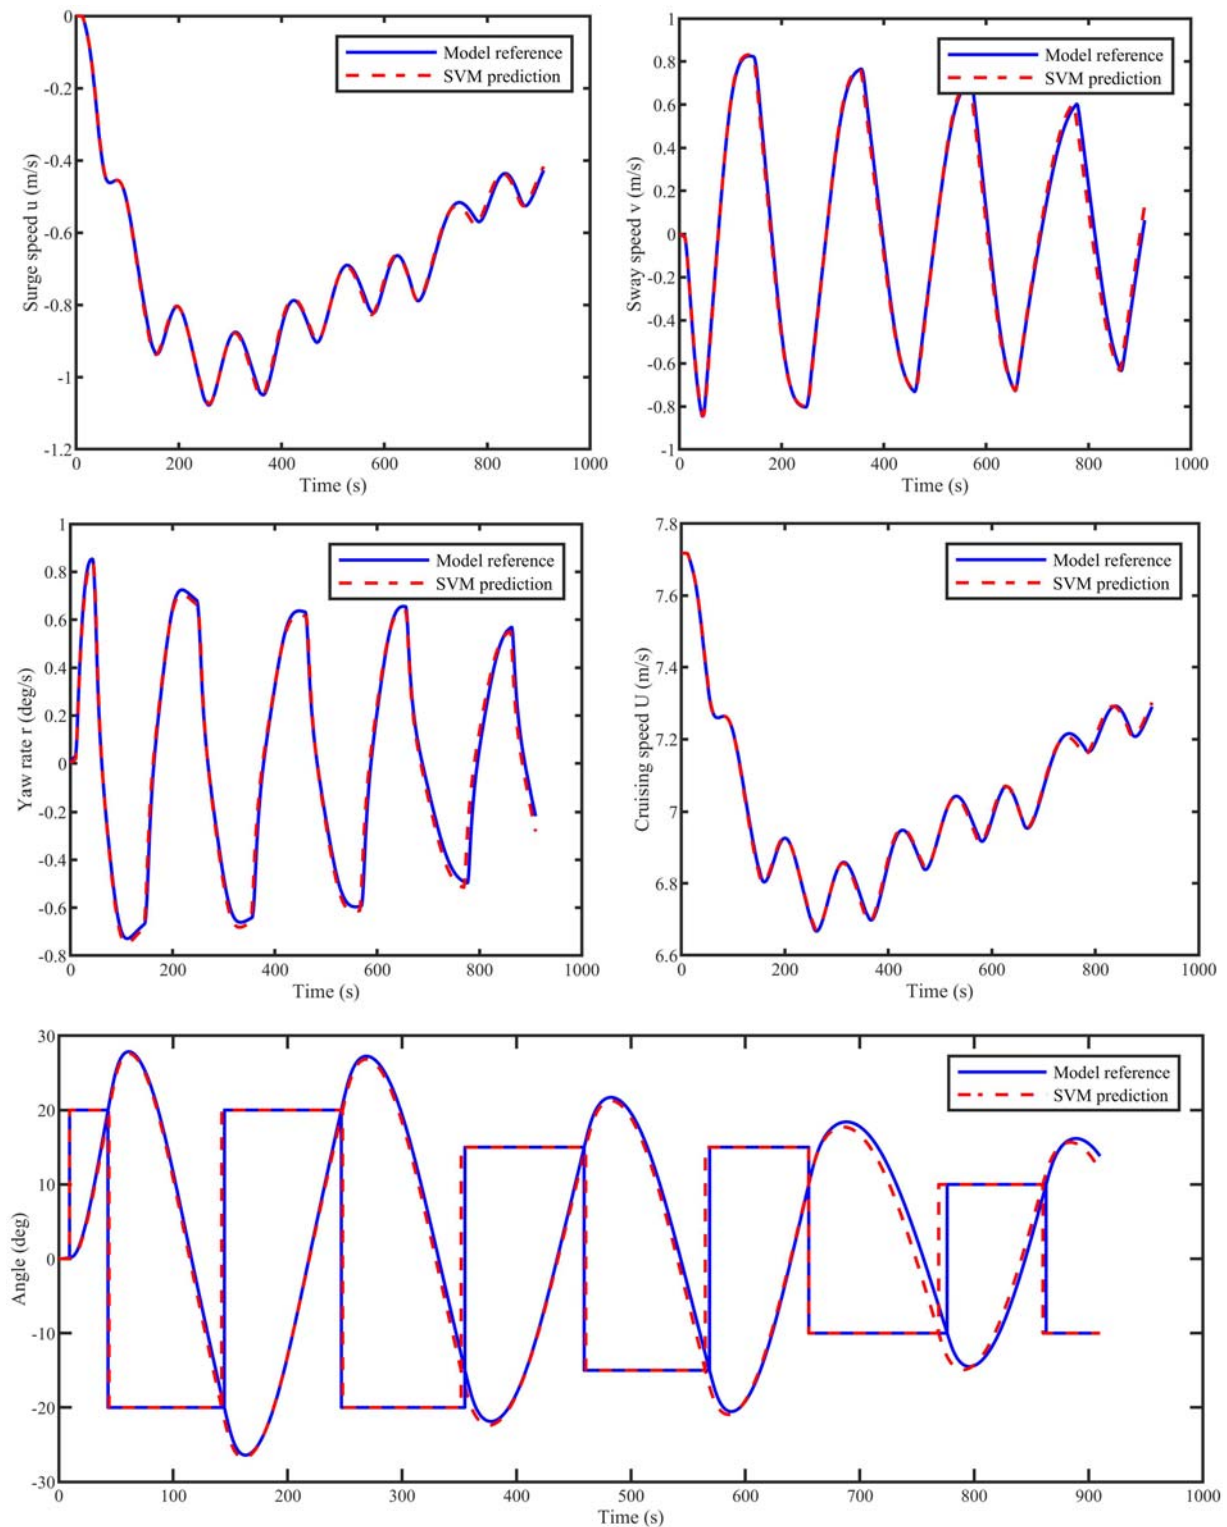 0
-0.2
-0.4
-0.6
-0.8
-1
-1.2
Surge speed u (m/s)
0 200 400 600 800 1000
Time (s)
Model reference
SVM prediction
1
0.8
0.6
0.4
0.2
0
-0.2
-0.4
-0.6
-0.8
-1
Sway speed v (m/s)
0 200 400 600 800 1000
Time (s)
Model reference
SVM prediction
1
0.8
0.6
0.4
0.2
0
-0.2
-0.4
-0.6
-0.8
Yaw rate r (deg/s)
0 200 400 600 800 1000
Time (s)
Model reference
SVM prediction
7.8
7.6
7.4
7.2
7
6.8
6.6
Cruising speed U (m/s)
0 200 400 600 800 1000
Time (s)
Model reference
SVM prediction
30
20
10
0
-10
-20
-30
Angle (deg)
0 100 200 300 400 500 600 700 800 900 1000
Time (s)
Model reference
SVM prediction